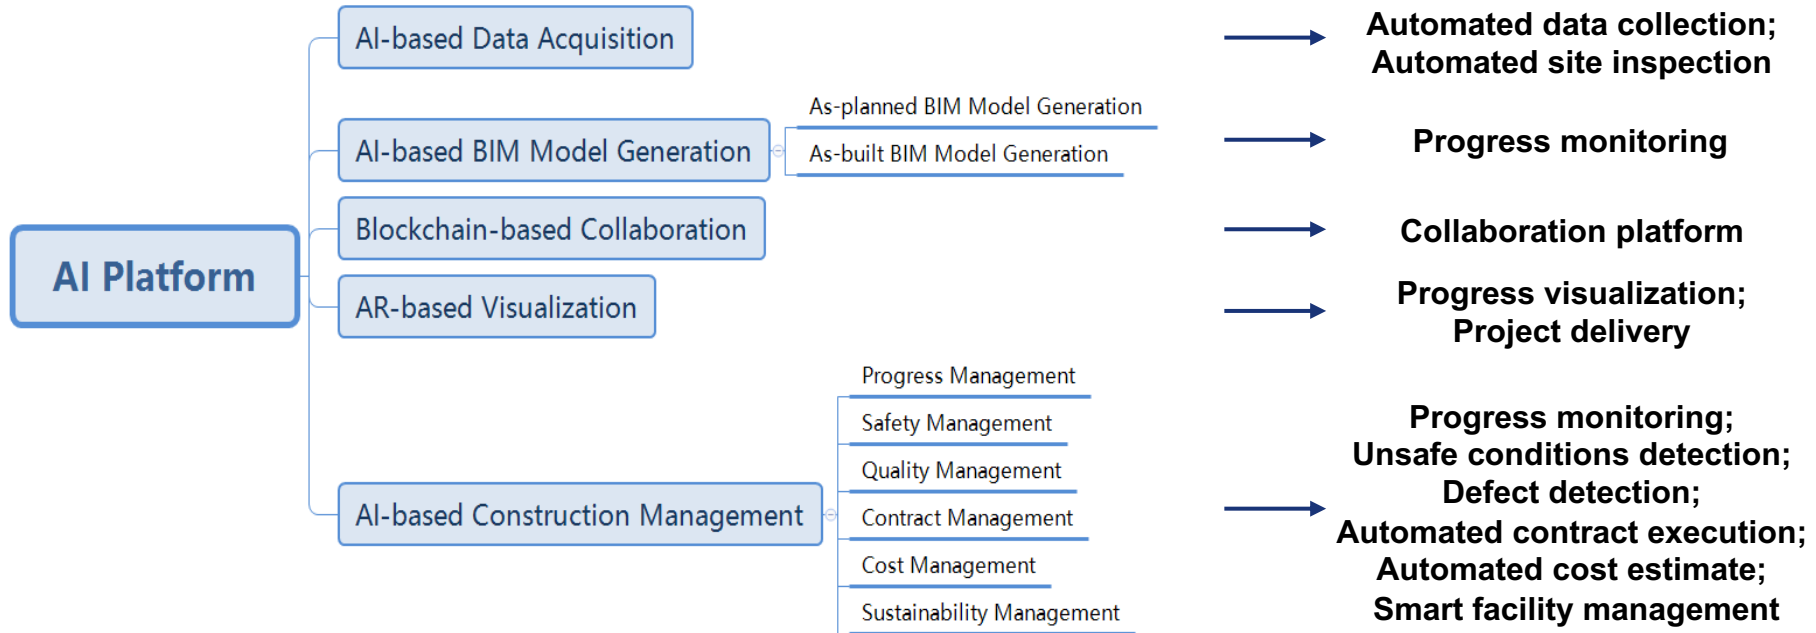 AI Platform
AI-based Data Acquisition
Automated data collection;
Automated site inspection
AI-based BIM Model Generation
As-planned BIM Model Generation
As-built BIM Model Generation
Progress monitoring
Blockchain-based Collaboration
Collaboration platform
AR-based Visualization
Progress visualization;
Project delivery
AI-based Construction Management
Progress Management
Safety Management
Quality Management
Contract Management
Cost Management
Sustainability Management
Progress monitoring;
Unsafe conditions detection;
Defect detection;
Automated contract execution;
Automated cost estimate;
Smart facility management